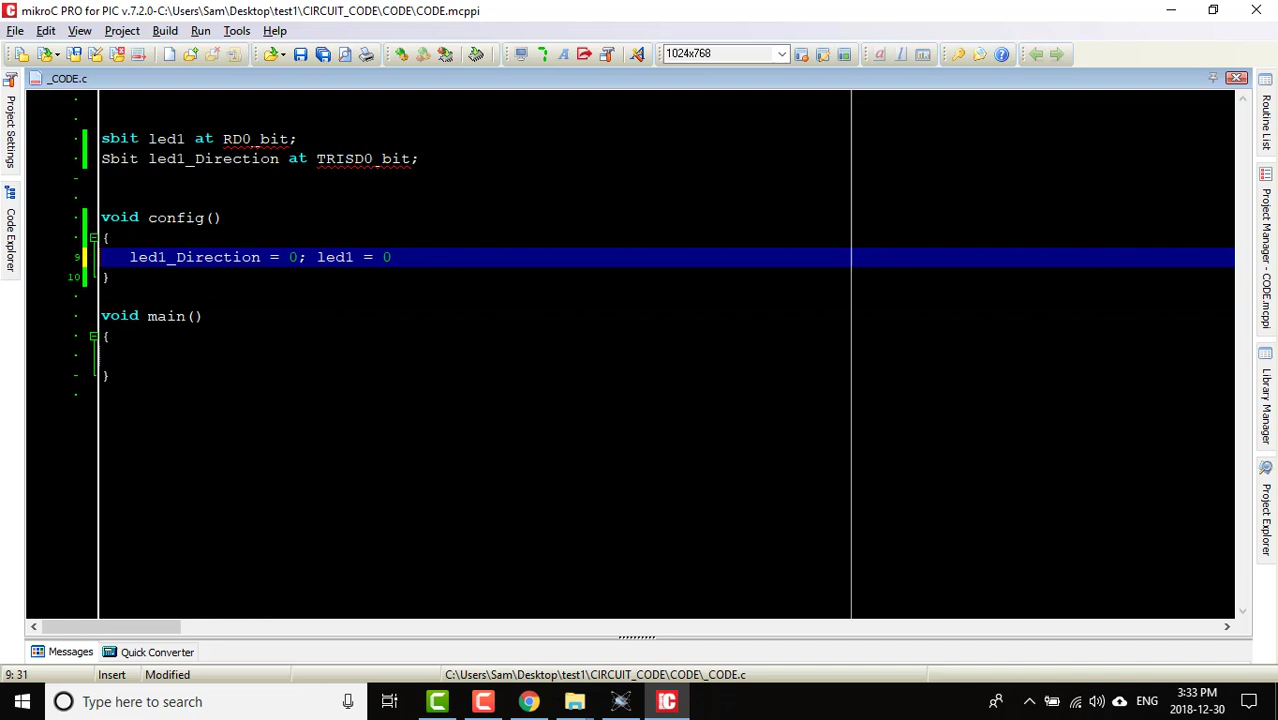 mikroC PRO for PIC v.7.2.0-C:\Users\Sam\Desktop\test1\CIRCUIT_CODE\CODE\CODE.mcppi
File Edit View Project Build Run Tools Help
1024x768
_CODE.c
sbit led1 at RD0_bit;
Sbit led1_Direction at TRISD0_bit;
void config()
{
9 led1_Direction = 0; led1 = 0
10 }
void main()
{
}
Project Settings
Code Explorer
Routine List
Project Manager - CODE.mcppi
Library Manager
Project Explorer
Messages Quick Converter
9: 31 Insert Modified C:\Users\Sam\Desktop\test1\CIRCUIT_CODE\CODE\_CODE.c
Type here to search
ENG
3:33 PM
2018-12-30